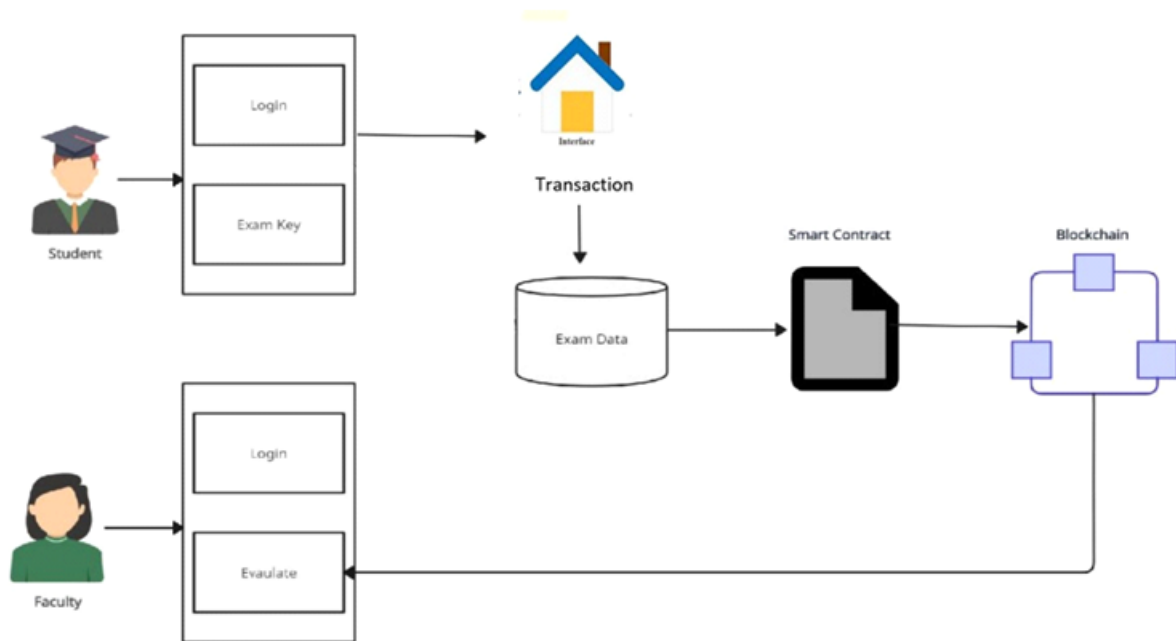 Login
Exam Key
Student
Interface
Transaction
Exam Data
Smart Contract
Blockchain
Login
Evaulate
Faculty